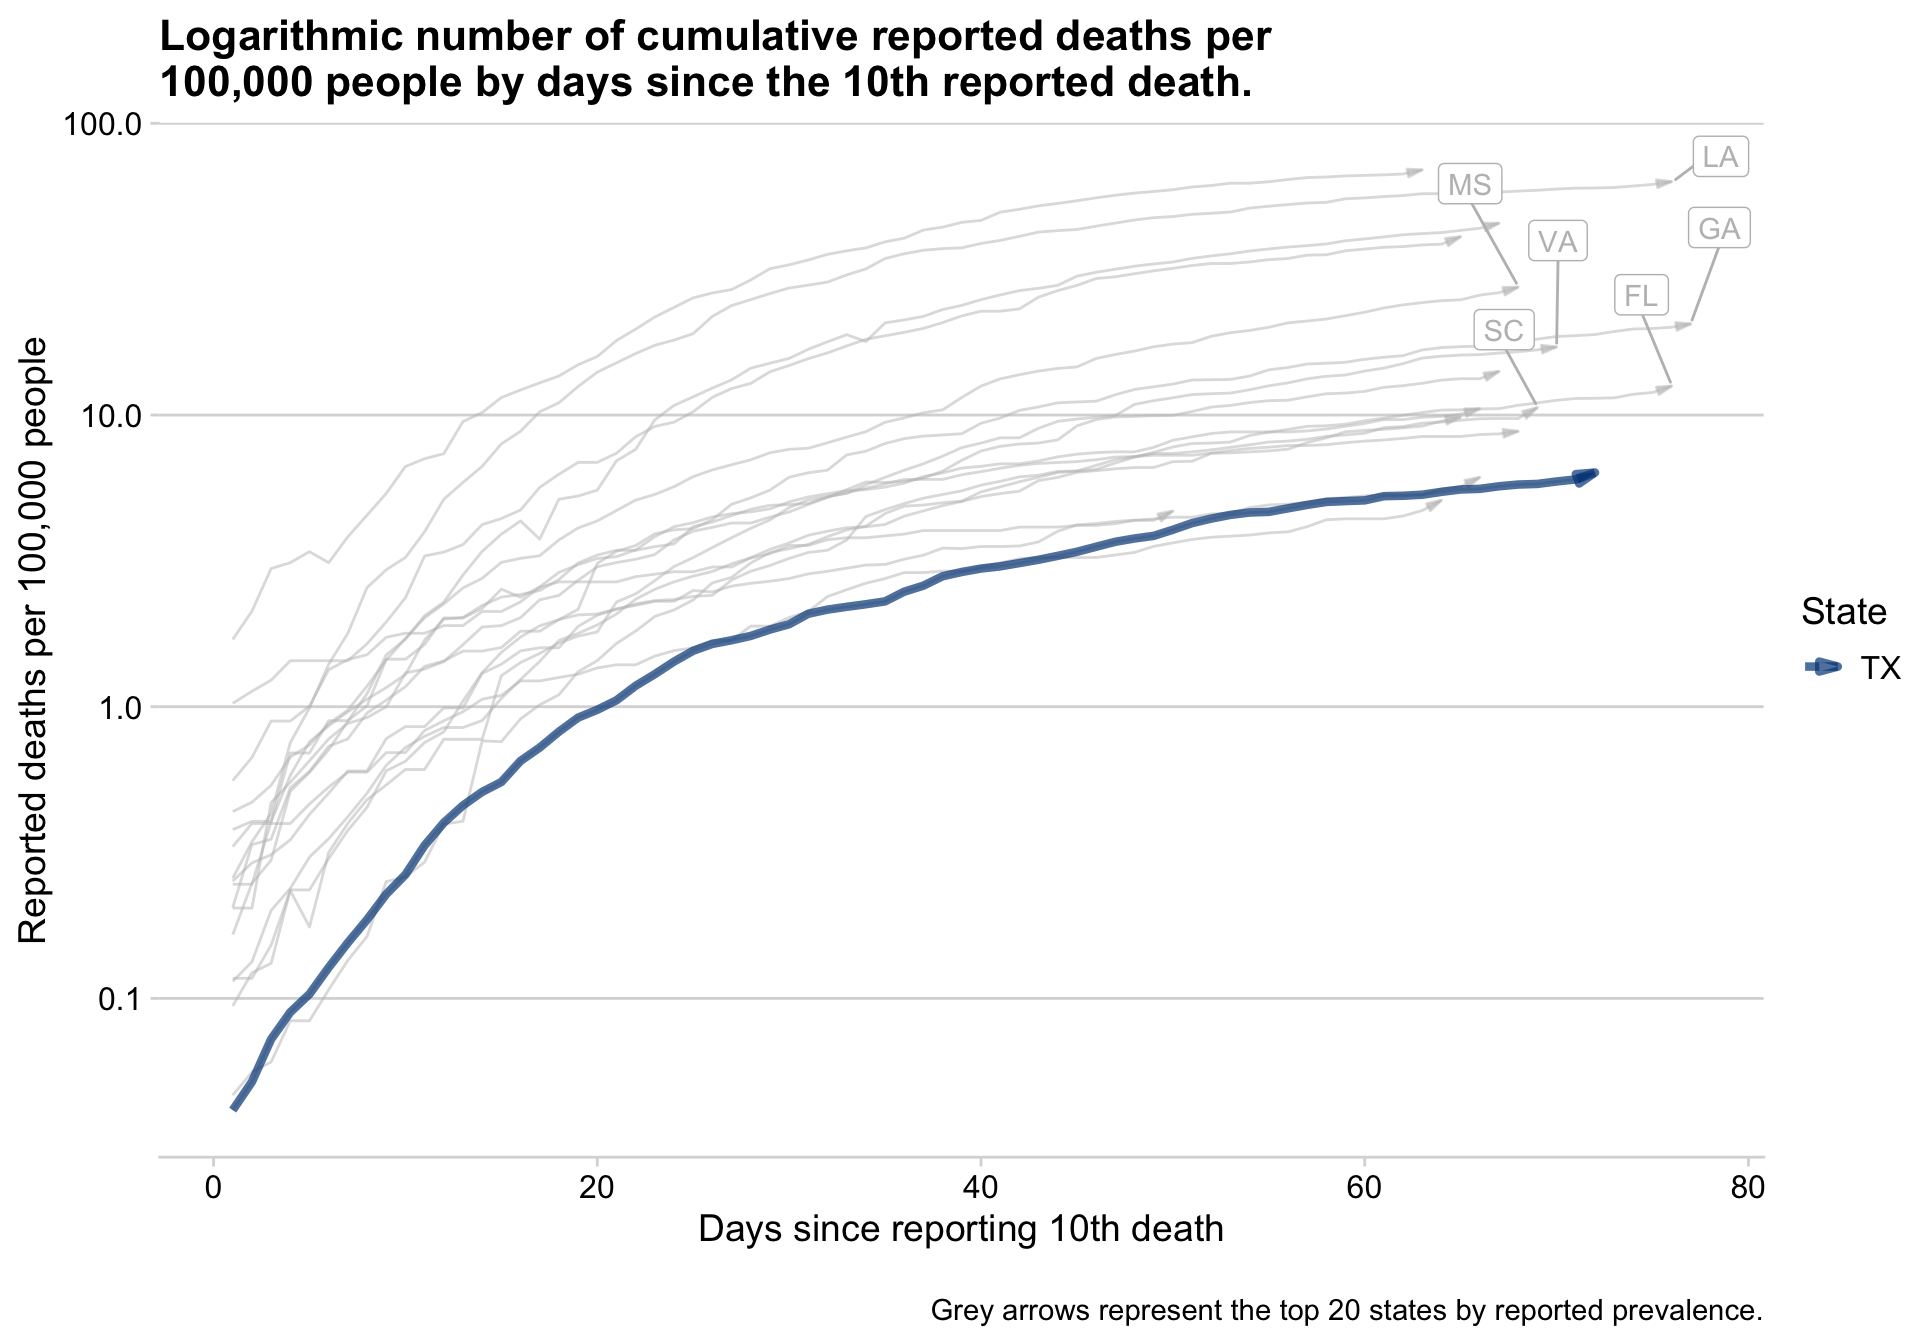 Logarithmic number of cumulative reported deaths per
100,000 people by days since the 10th reported death.
Reported deaths per 100,000 people
100.0
10.0
1.0
0.1
LA
MS
GA
VA
FL
SC
State
TX
0 20 40 60 80
Days since reporting 10th death
Grey arrows represent the top 20 states by reported prevalence.